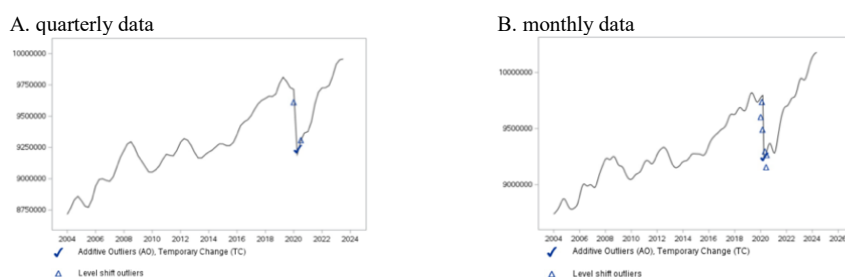 A. quarterly data
B. monthly data
10000000
9750000
9500000
9250000
9000000
8750000
2004 2006 2008 2010 2012 2014 2016 2018 2020 2022 2024
Additive Outliers (AO), Temporary Change (TC)
Level shift outliers
10000000
9500000
9000000
2004 2006 2008 2010 2012 2014 2016 2018 2020 2022 2024 2026
Additive Outliers (AO), Temporary Change (TC)
Level shift outliers